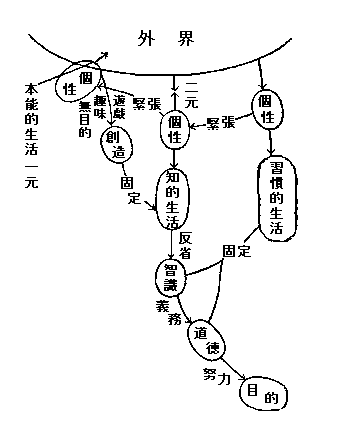 外界
個性
無目的
趣味
遊戯
緊張
二元
個性
緊張
個性
本能的生活一元
創造
固定
知的生活
習慣的生活
反省
固定
智識
義務
道徳
努力
目的